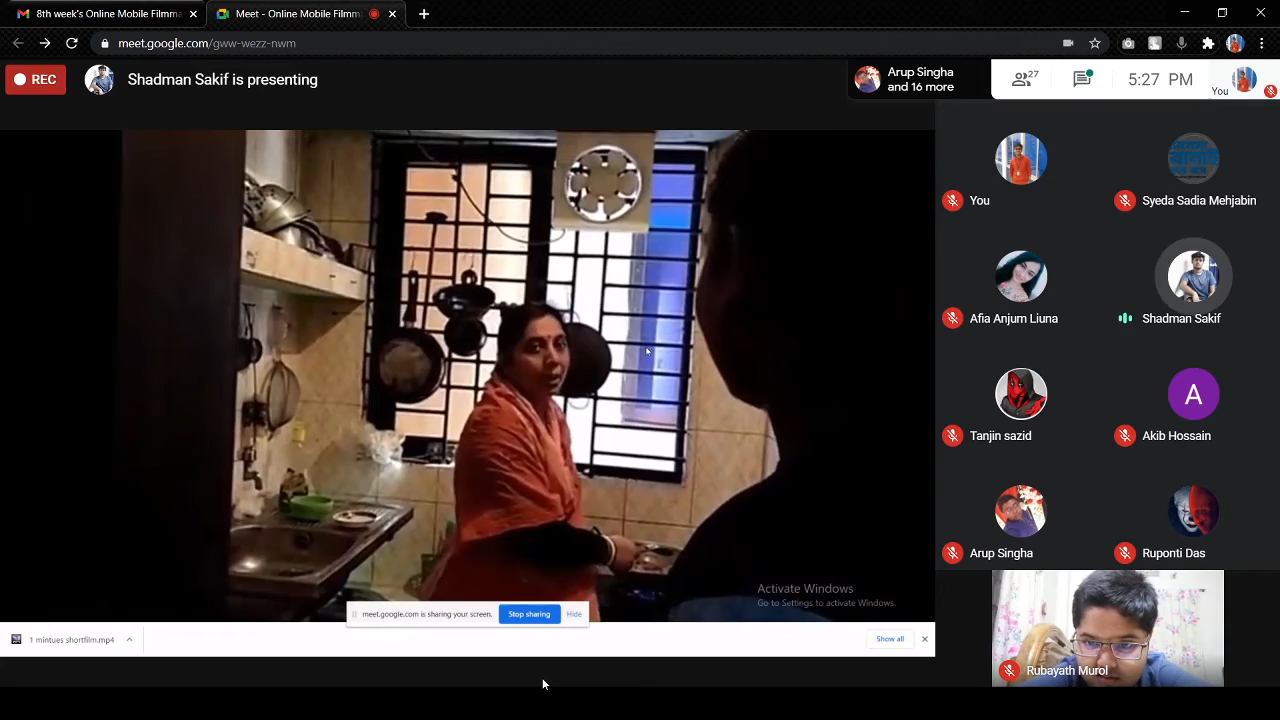 8th week's Online Mobile Filmma
Meet - Online Mobile Filmm
meet.google.com/gww-wezz-nwm
REC
Shadman Sakif is presenting
Arup Singha
and 16 more
27
5:27 PM
You
You
Syeda Sadia Mehjabin
Afia Anjum Liuna
Shadman Sakif
Tanjin sazid
A
Akib Hossain
Arup Singha
Ruponti Das
Rubayath Murol
Activate Windows
Go to Settings to activate Windows.
meet.google.com is sharing your screen.
Stop sharing
Hide
1 mintues shortfilm.mp4
Show all